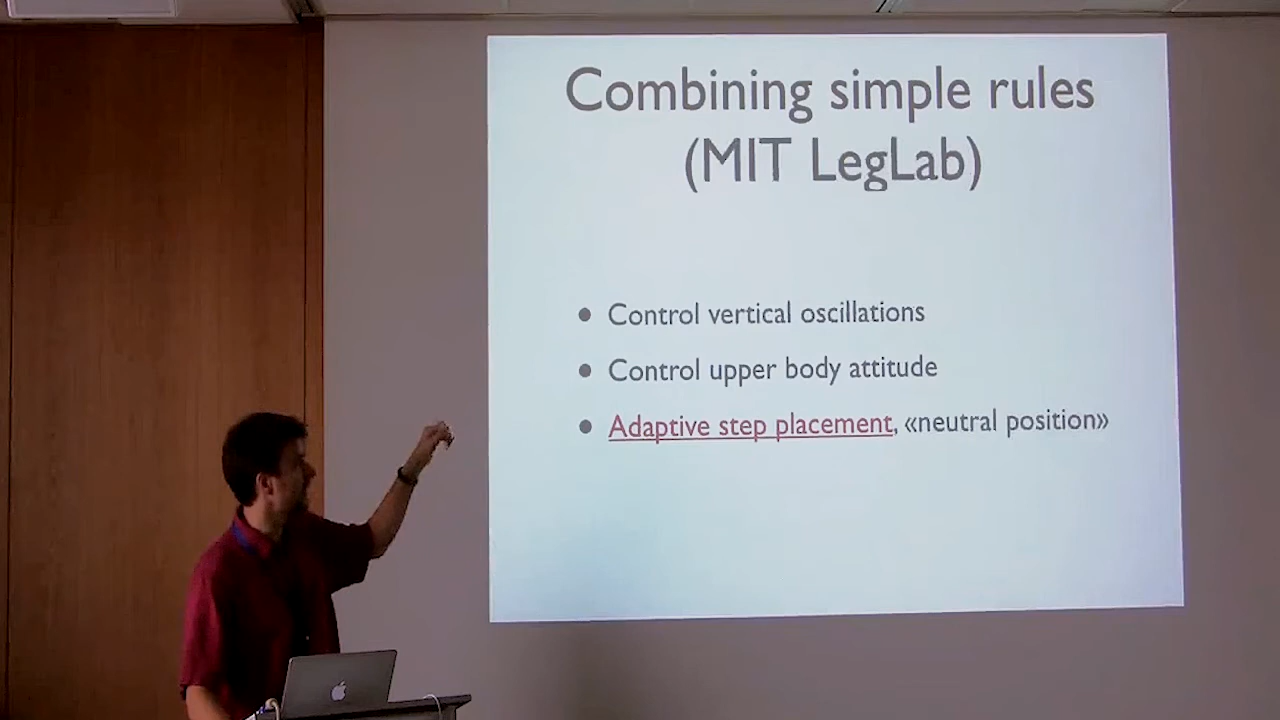 Combining simple rules
(MIT LegLab)
• Control vertical oscillations
• Control upper body attitude
• Adaptive step placement, «neutral position»